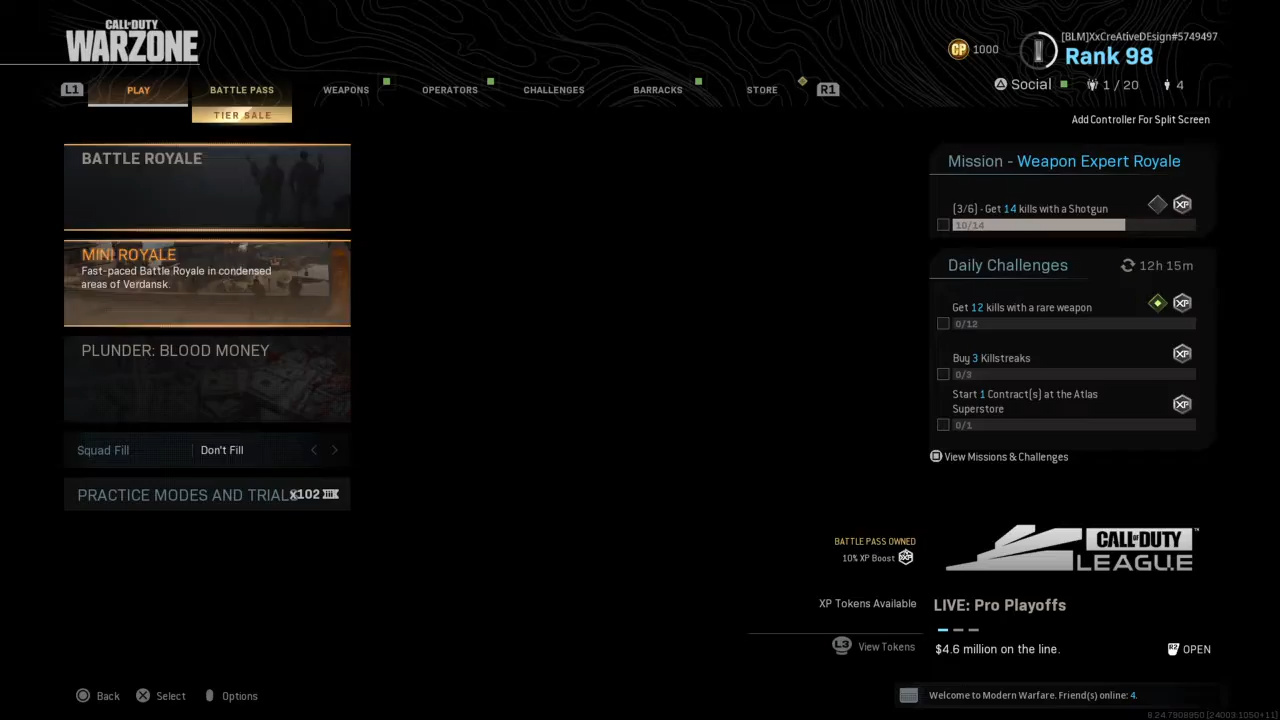 CALL OF DUTY
WARZONE
CP 1000
[BLM]XxCreAtiveDEsign#5749497
Rank 98
L1
PLAY
BATTLE PASS
WEAPONS
OPERATORS
CHALLENGES
BARRACKS
STORE
R1
Social
1 / 20
4
TIER SALE
Add Controller For Split Screen
BATTLE ROYALE
MINI ROYALE
Fast-paced Battle Royale in condensed
areas of Verdansk.
PLUNDER: BLOOD MONEY
Squad Fill
Don't Fill
PRACTICE MODES AND TRIALS
x102
Mission - Weapon Expert Royale
(3/6) - Get 14 kills with a Shotgun
XP
10/14
Daily Challenges
12h 15m
Get 12 kills with a rare weapon
XP
0/12
Buy 3 Killstreaks
XP
0/3
Start 1 Contract(s) at the Atlas
Superstore
XP
0/1
View Missions & Challenges
BATTLE PASS OWNED
10% XP Boost
XP Tokens Available
L3 View Tokens
CALL OF DUTY
LEAGUE
LIVE: Pro Playoffs
$4.6 million on the line.
R2 OPEN
Back
Select
Options
Welcome to Modern Warfare. Friend(s) online: 4.